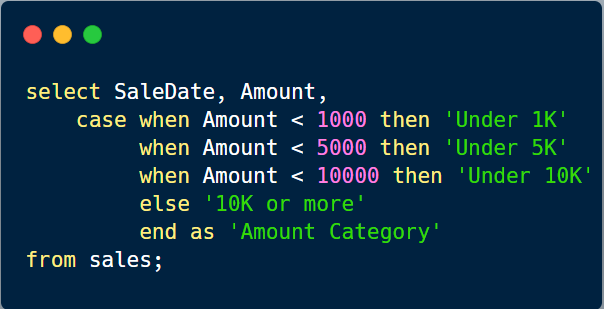 select SaleDate, Amount,
    case when Amount < 1000 then 'Under 1K'
         when Amount < 5000 then 'Under 5K'
         when Amount < 10000 then 'Under 10K'
         else '10K or more'
         end as 'Amount Category'
from sales;